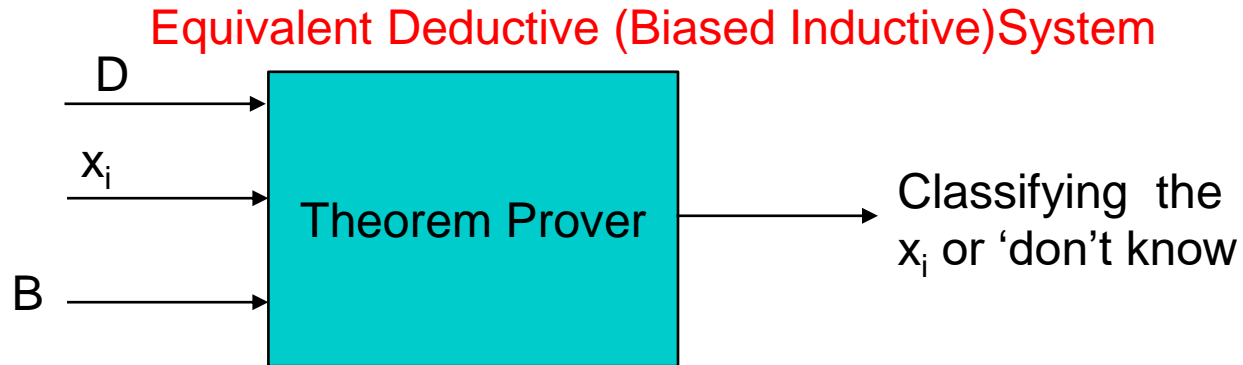 Equivalent Deductive (Biased Inductive)System
D
xi
B
Theorem Prover
Classifying the
xi or ‘don’t know